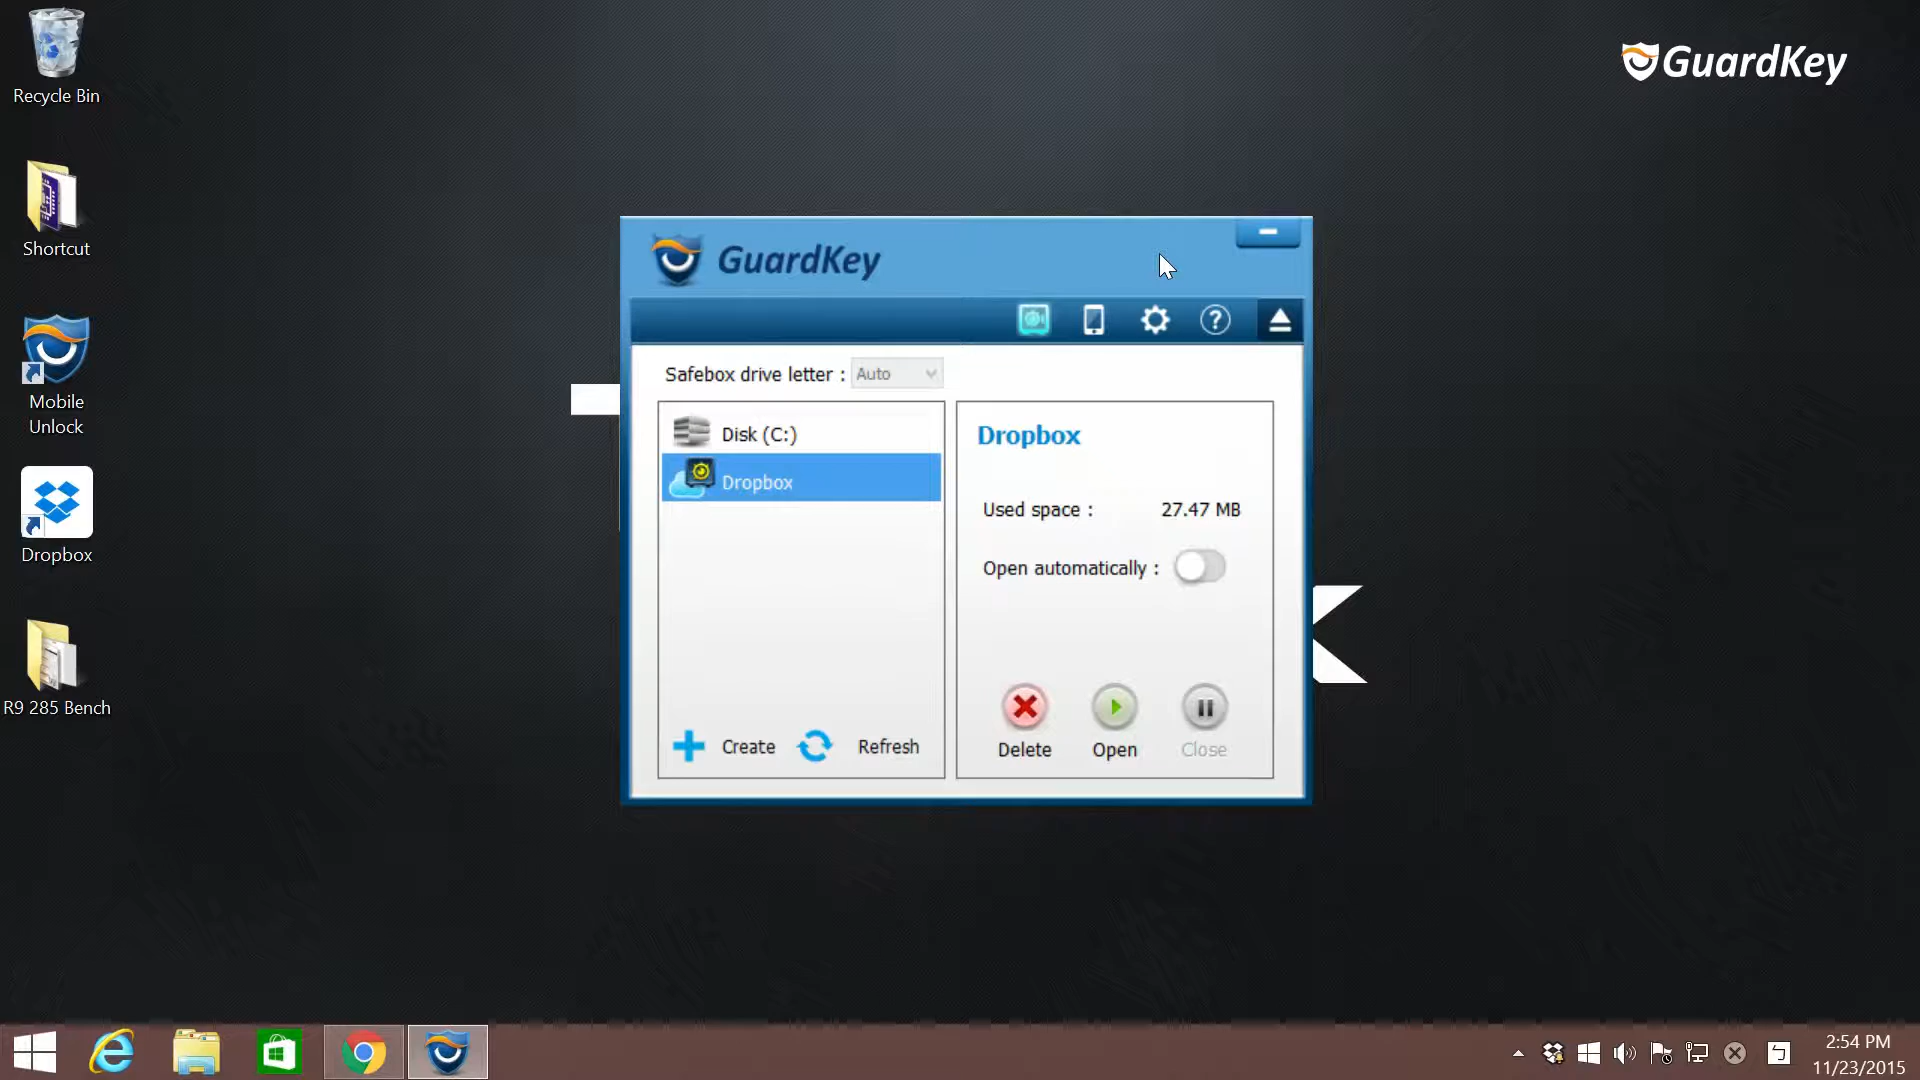 Recycle Bin
Shortcut
Mobile
Unlock
Dropbox
R9 285 Bench
GuardKey
GuardKey
Safebox drive letter : Auto
Disk (C:)
Dropbox
Create
Refresh
Dropbox
Used space : 27.47 MB
Open automatically :
Delete
Open
Close
2:54 PM
11/23/2015